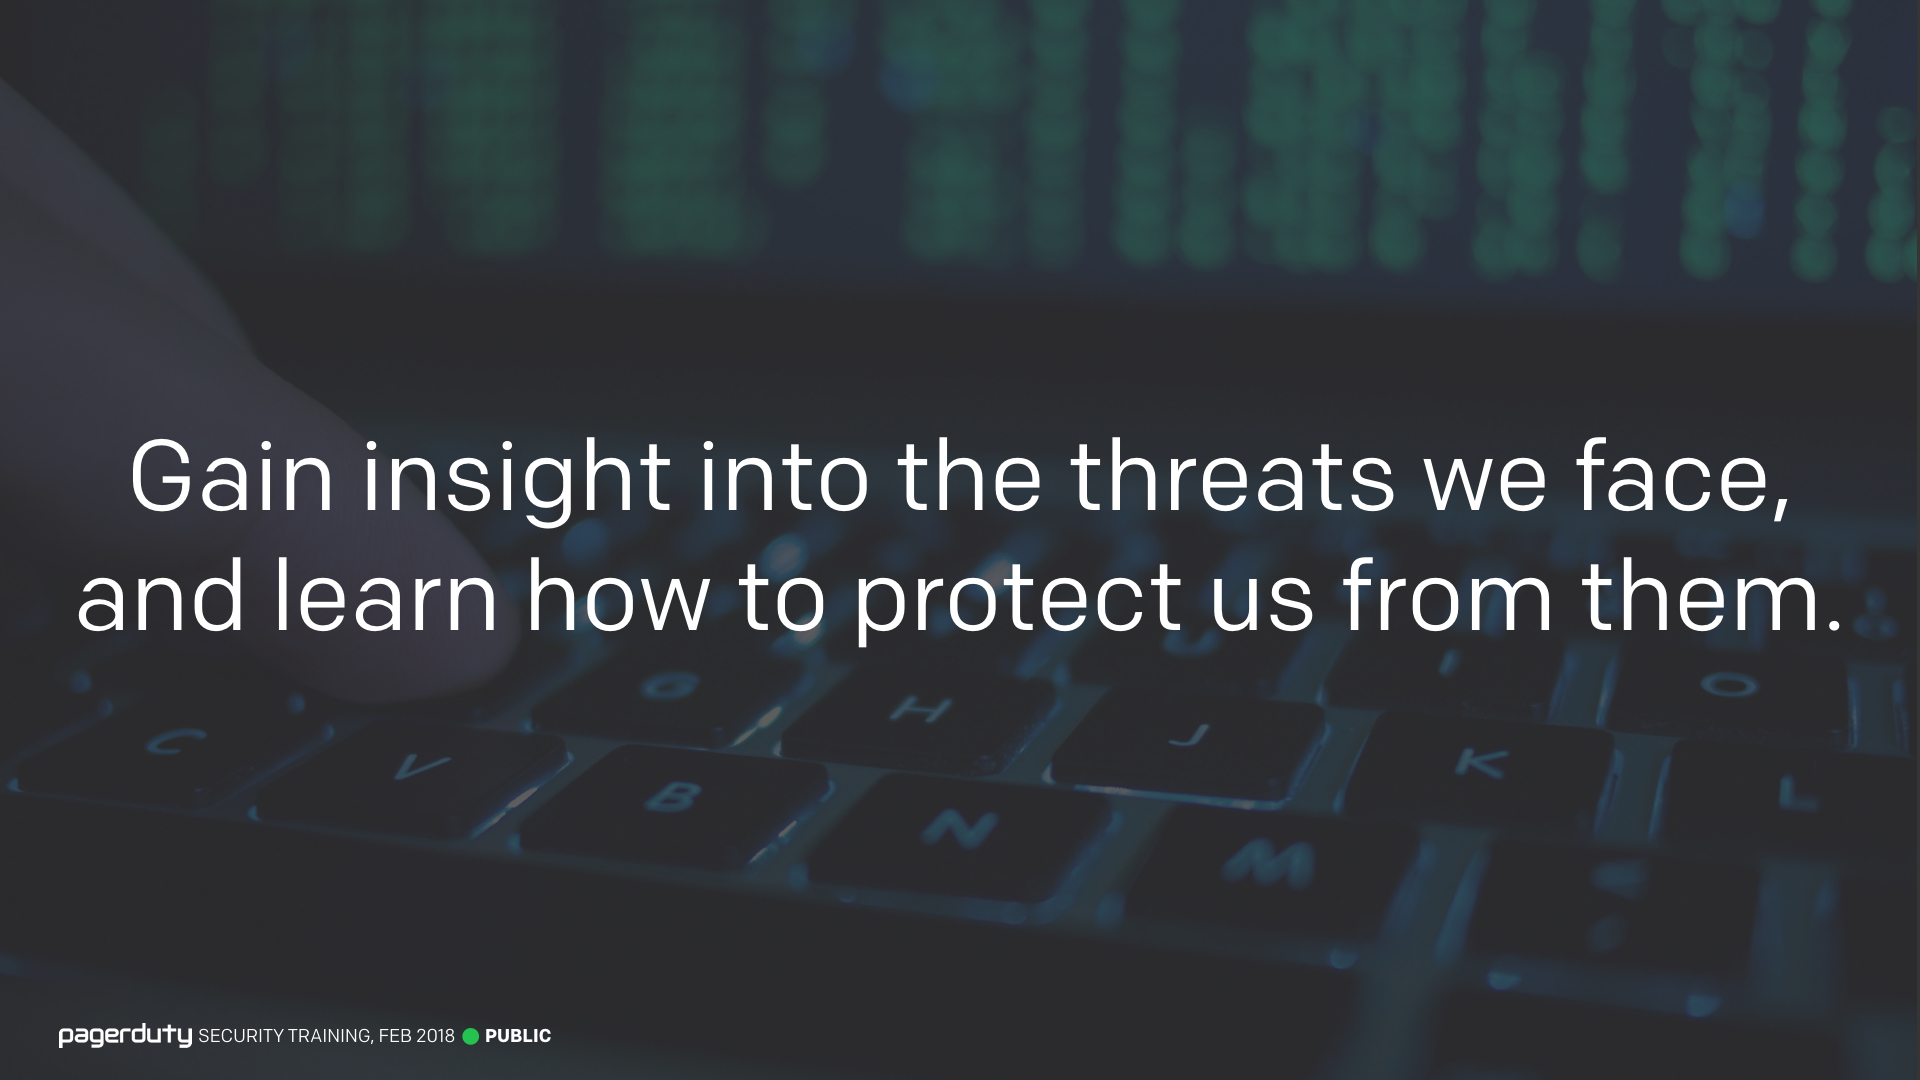 Gain insight into the threats we face,
and learn how to protect us from them.
U I O
G H J K L
C V B N M
pagerduty SECURITY TRAINING, FEB 2018 PUBLIC